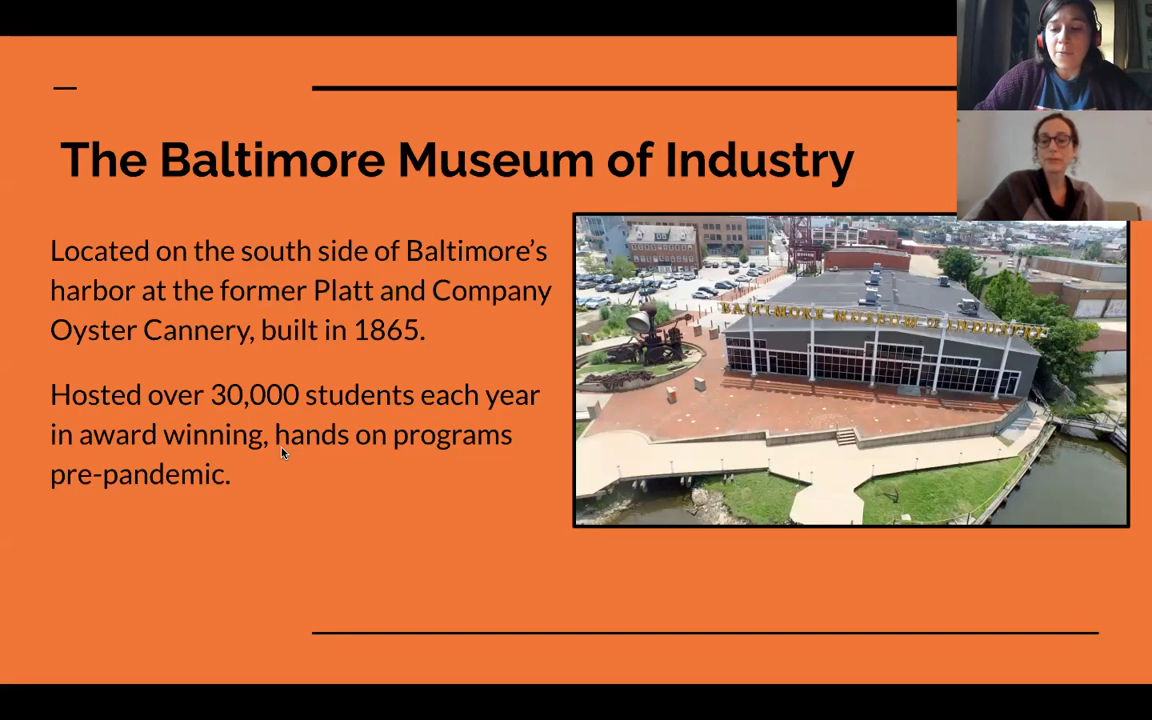 The Baltimore Museum of Industry
Located on the south side of Baltimore’s
harbor at the former Platt and Company
Oyster Cannery, built in 1865.
Hosted over 30,000 students each year
in award winning, hands on programs
pre-pandemic.
BALTIMORE MUSEUM OF INDUSTRY